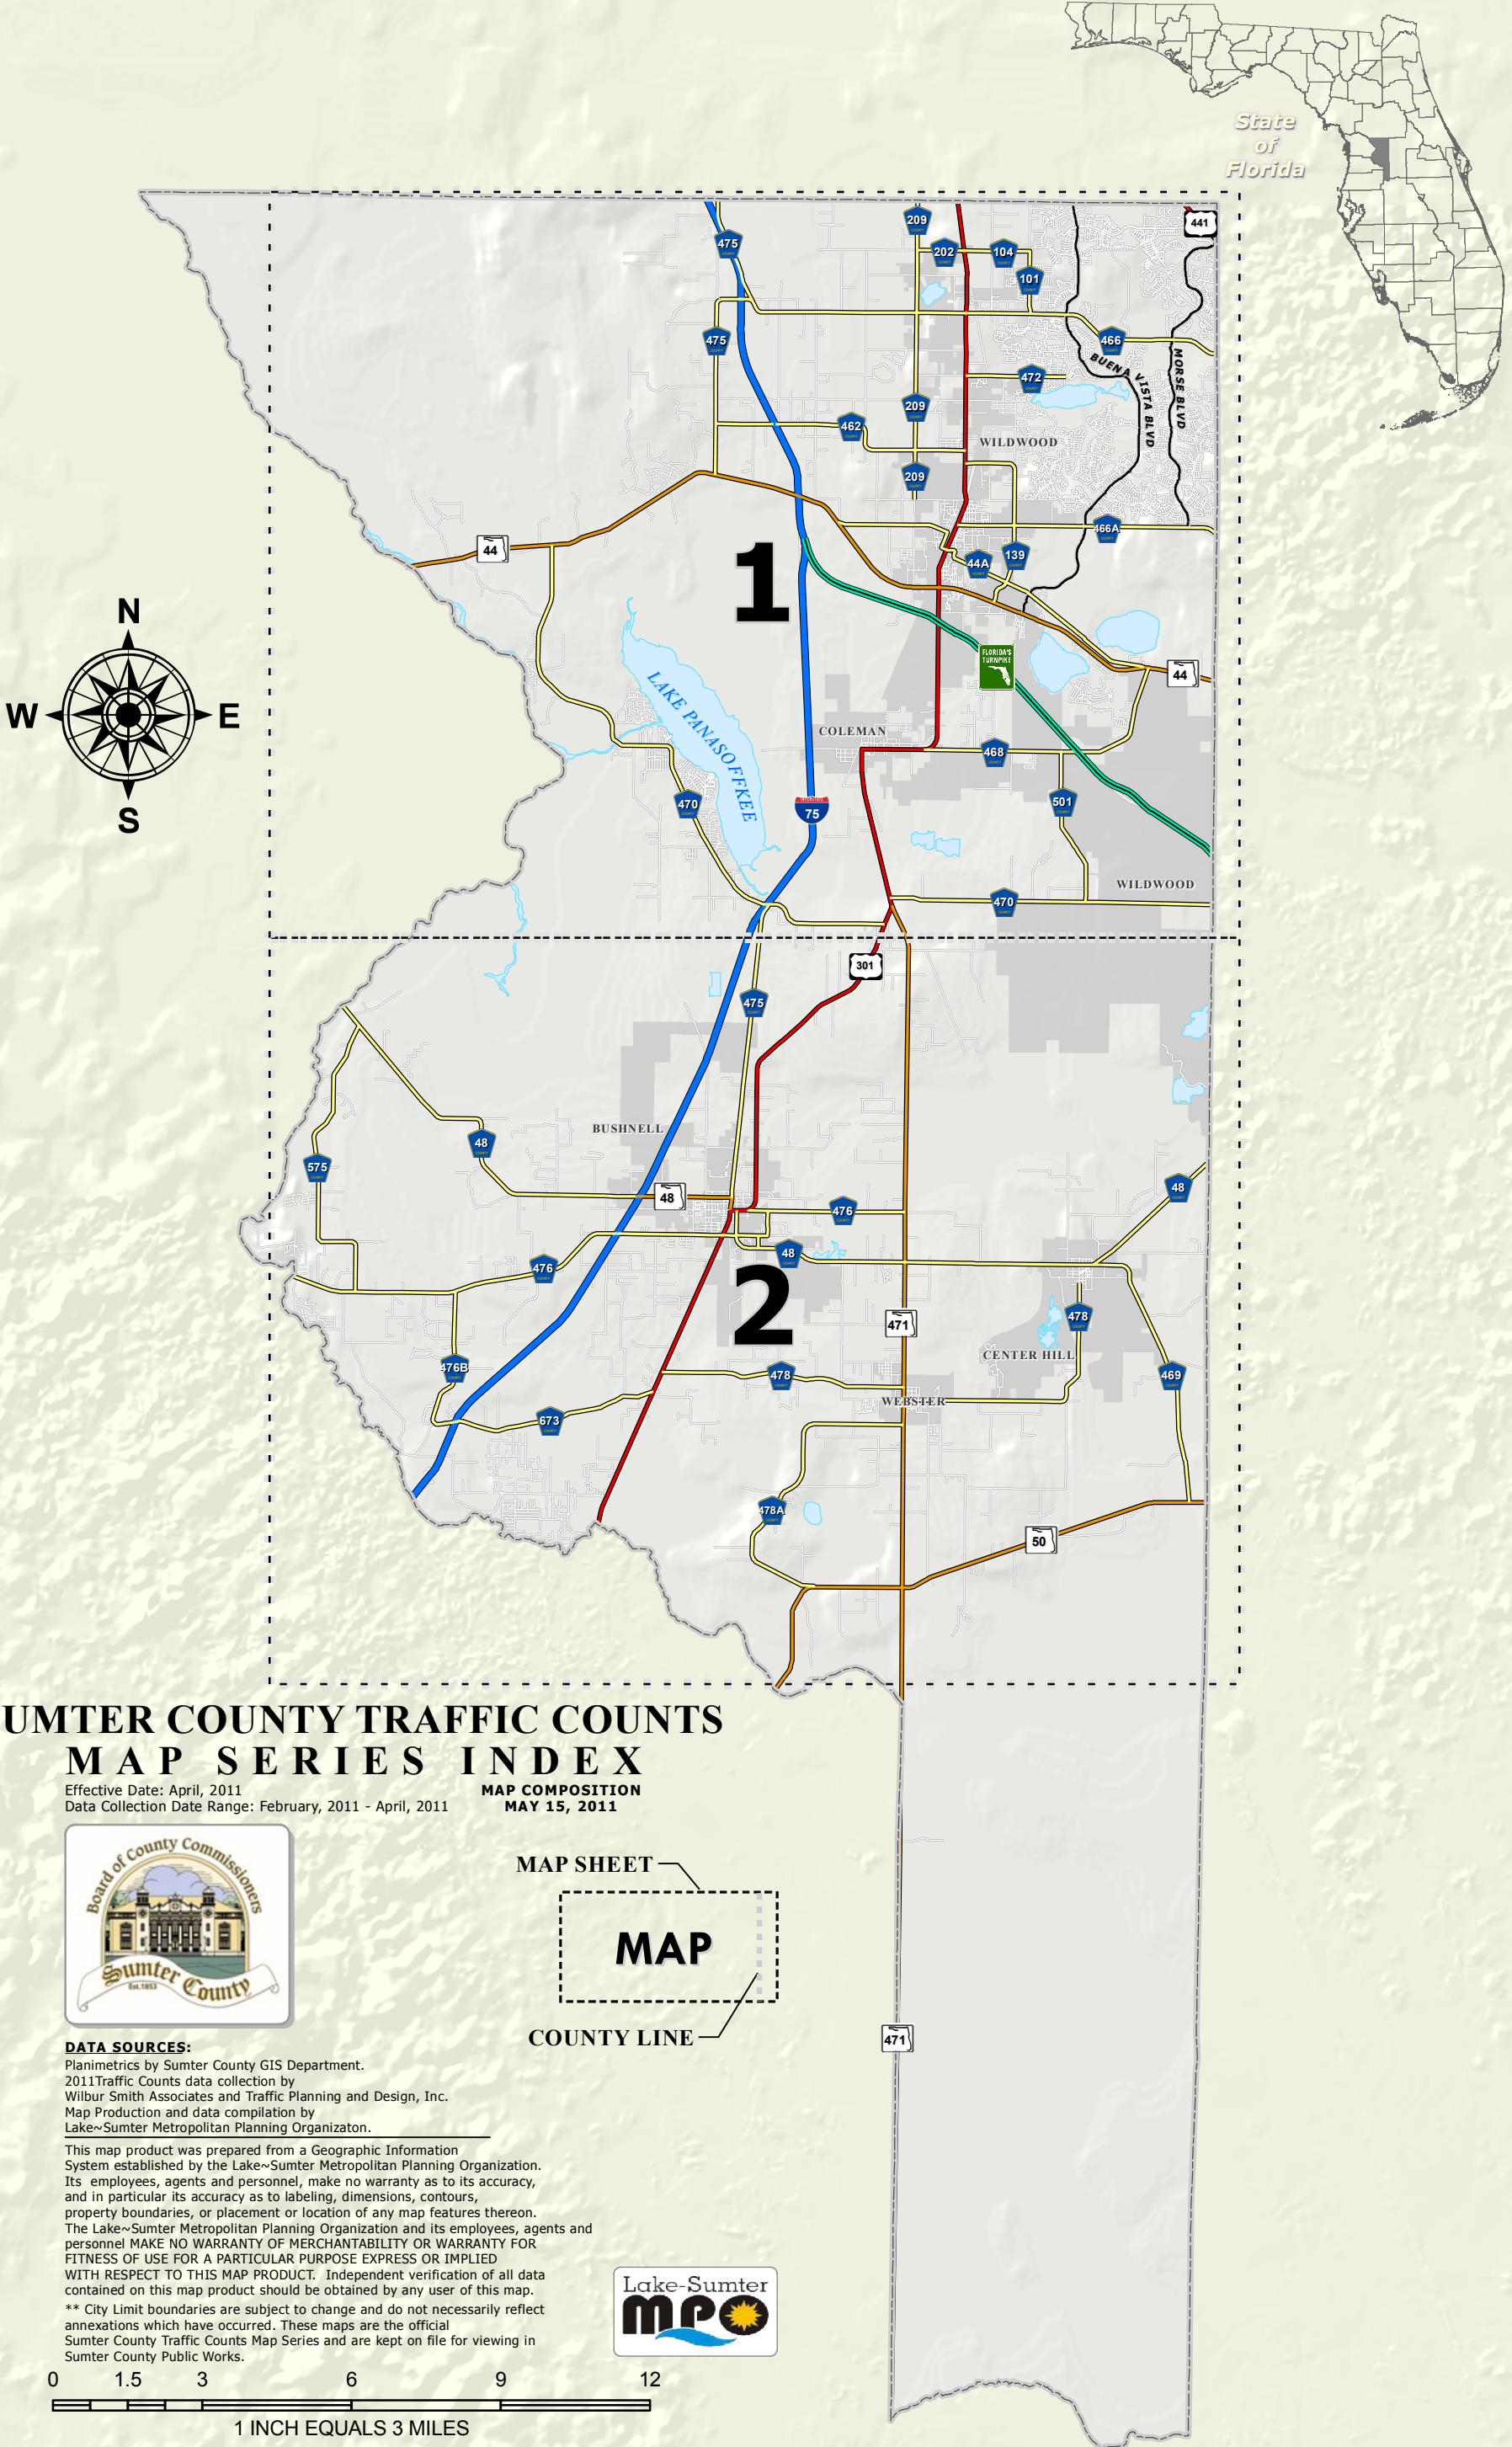 State
of
Florida
441
209
475
202
104
101
475
466
BUENA VISTA BLVD
MORSE BLVD
472
209
462
WILDWOOD
209
466A
44
1
44A
139
N
W
E
S
FLORIDA'S
TURNPIKE
44
LAKE PANASOFFKEE
COLEMAN
468
470
75
501
WILDWOOD
470
301
475
BUSHNELL
48
575
48
48
476
48
476
2
471
478
CENTER HILL
476B
478
469
WEBSTER
673
478A
50
UMTER COUNTY TRAFFIC COUNTS
MAP SERIES INDEX
Effective Date: April, 2011
Data Collection Date Range: February, 2011 - April, 2011
MAP COMPOSITION
MAY 15, 2011
Board of County Commissioners
Sumter County
Est.1853
MAP SHEET
MAP
COUNTY LINE
471
DATA SOURCES:
Planimetrics by Sumter County GIS Department.
2011Traffic Counts data collection by
Wilbur Smith Associates and Traffic Planning and Design, Inc.
Map Production and data compilation by
Lake~Sumter Metropolitan Planning Organizaton.
This map product was prepared from a Geographic Information
System established by the Lake~Sumter Metropolitan Planning Organization.
Its employees, agents and personnel, make no warranty as to its accuracy,
and in particular its accuracy as to labeling, dimensions, contours,
property boundaries, or placement or location of any map features thereon.
The Lake~Sumter Metropolitan Planning Organization and its employees, agents and
personnel MAKE NO WARRANTY OF MERCHANTABILITY OR WARRANTY FOR
FITNESS OF USE FOR A PARTICULAR PURPOSE EXPRESS OR IMPLIED
WITH RESPECT TO THIS MAP PRODUCT. Independent verification of all data
contained on this map product should be obtained by any user of this map.
** City Limit boundaries are subject to change and do not necessarily reflect
annexations which have occurred. These maps are the official
Sumter County Traffic Counts Map Series and are kept on file for viewing in
Sumter County Public Works.
Lake-Sumter
MPO
0 1.5 3 6 9 12
1 INCH EQUALS 3 MILES